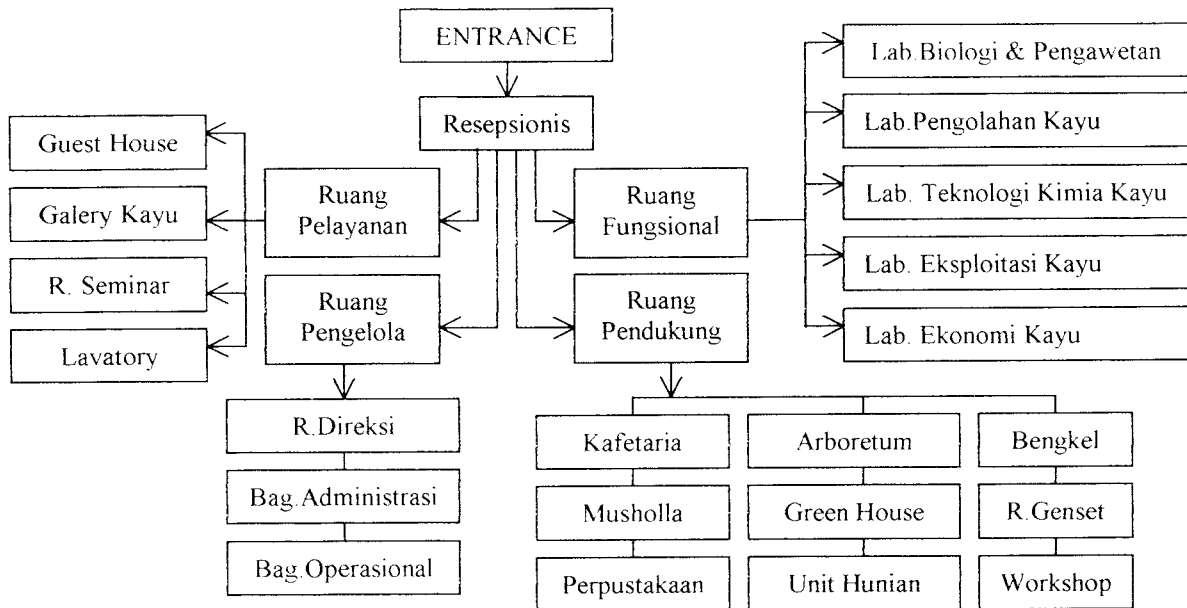 ENTRANCE
Resepsionis
Guest House
Galery Kayu
R. Seminar
Lavatory
Ruang
Pelayanan
Ruang
Pengelola
R.Direksi
Bag.Administrasi
Bag.Operasional
Ruang
Fungsional
Ruang
Pendukung
Lab.Biologi & Pengawetan
Lab.Pengolahan Kayu
Lab. Teknologi Kimia Kayu
Lab. Eksploitasi Kayu
Lab. Ekonomi Kayu
Kafetaria
Musholla
Perpustakaan
Arboretum
Green House
Unit Hunian
Bengkel
R.Genset
Workshop